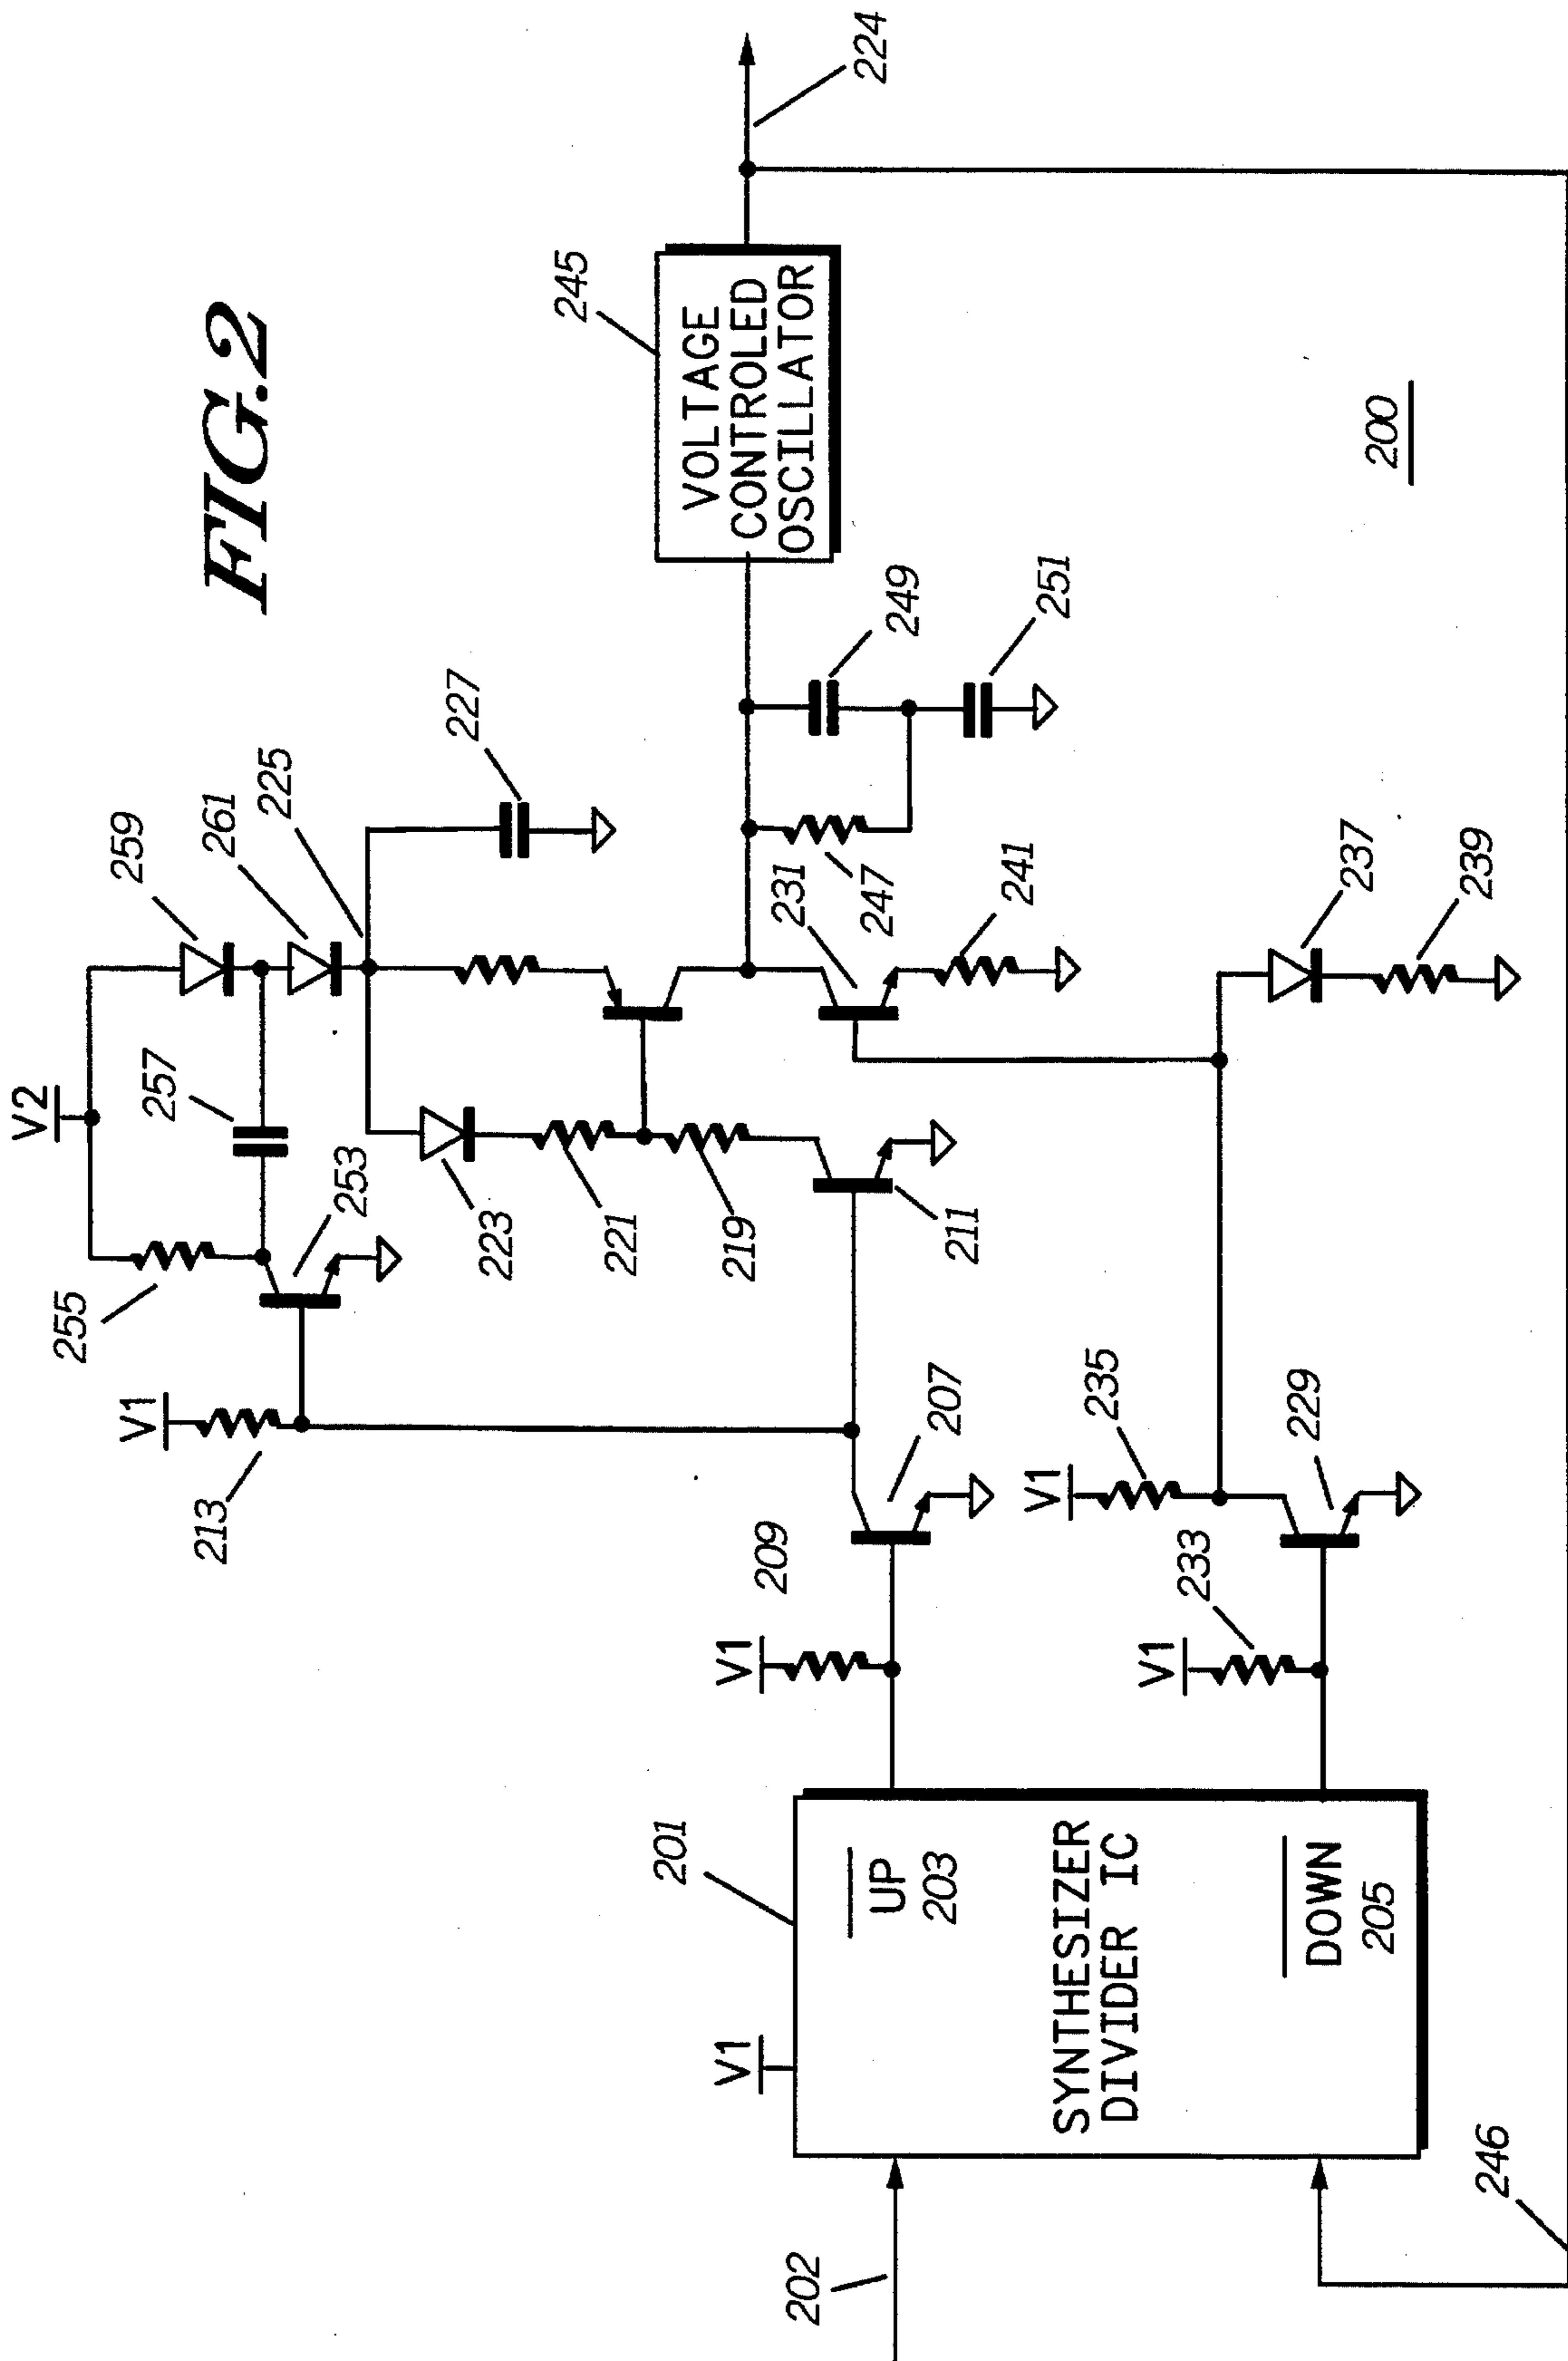 FIG.2
V2
259
261
225
227
257
253
255
V1
213
223
221
219
211
207
209
V1
245
VOLTAGE
CONTROLED
OSCILLATOR
224
249
251
247
231
241
237
239
V1
235
233
V1
229
V1
201
UP
203
SYNTHESIZER
DIVIDER IC
DOWN
205
202
246
200